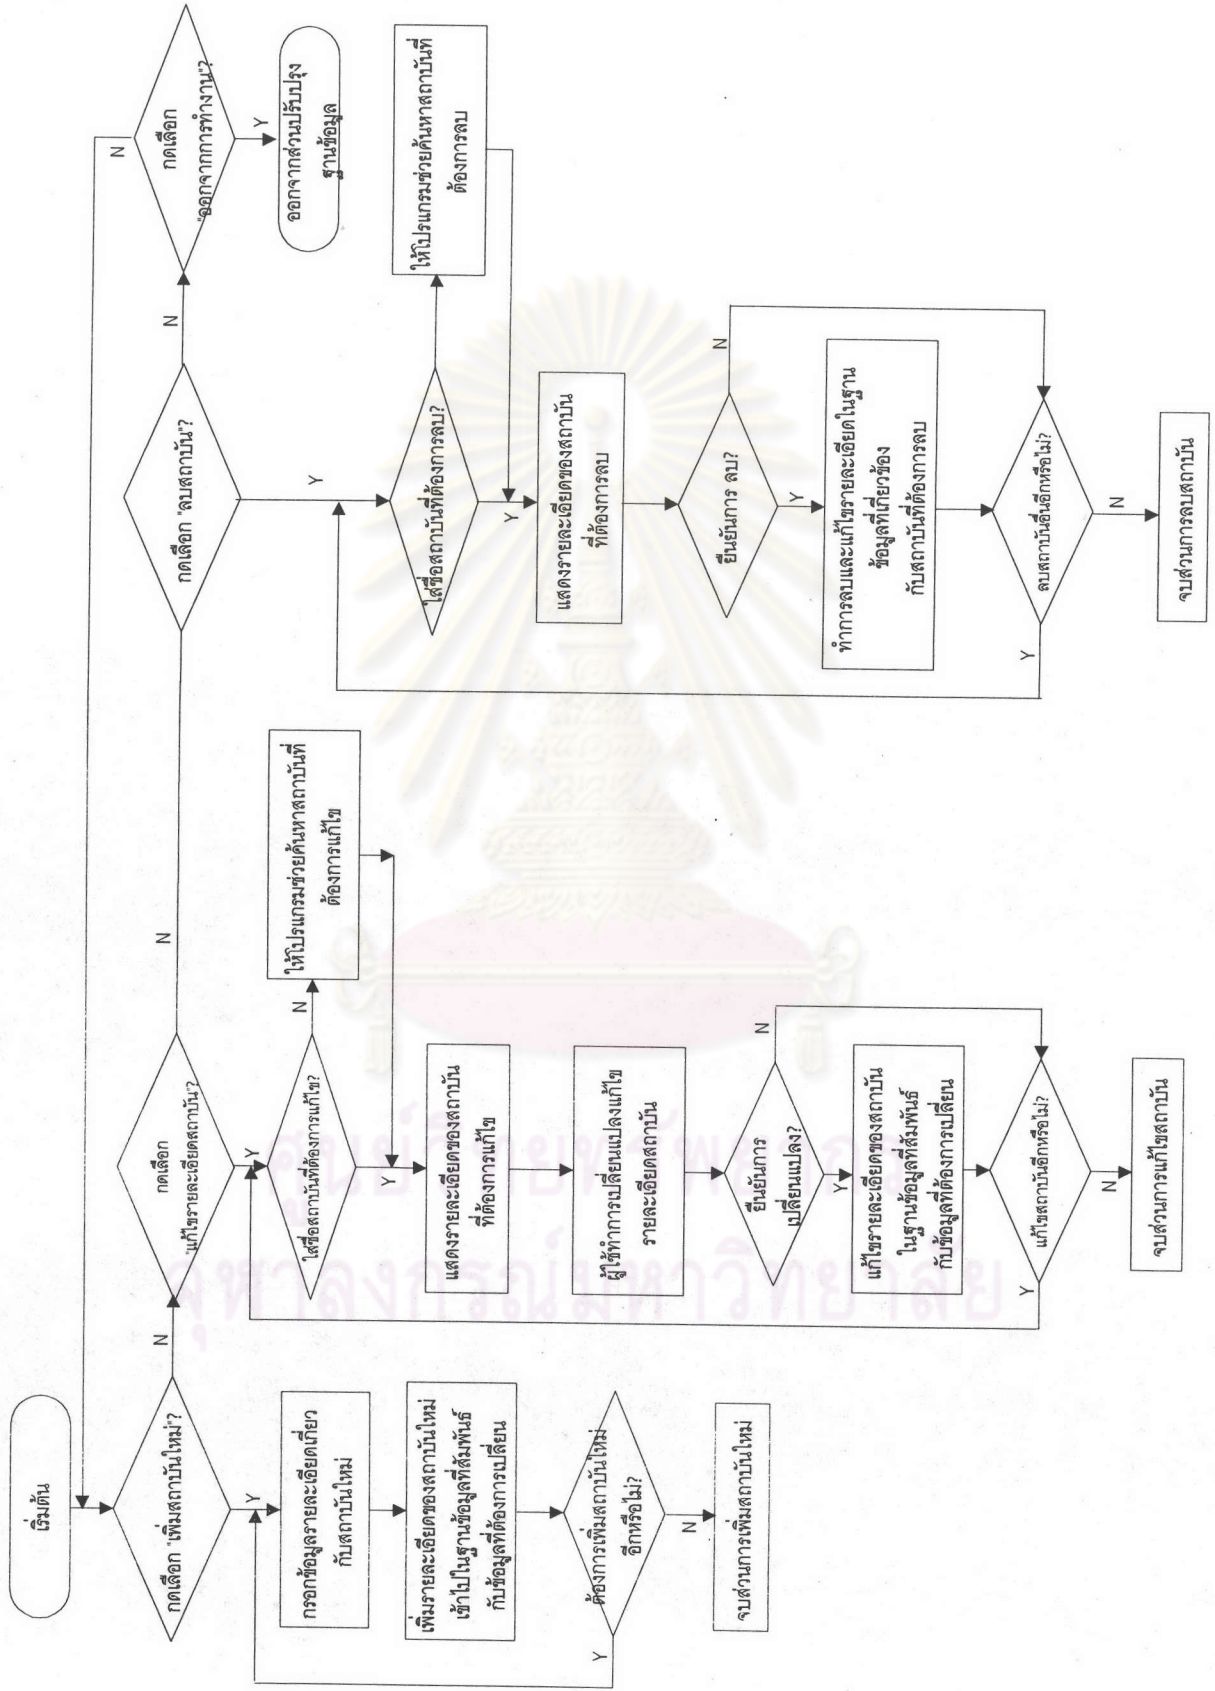 เริ่มต้น
กดเลือก "เพิ่มสถาบันใหม่"?
N
Y
กรอกข้อมูลรายละเอียดเกี่ยว
กับสถาบันใหม่
เพิ่มรายละเอียดของสถาบันใหม่
เข้าไปในฐานข้อมูลที่สัมพันธ์
กับข้อมูลที่ต้องการเปลี่ยน
ต้องการเพิ่มสถาบันใหม่
อีกหรือไม่?
Y
N
จบส่วนการเพิ่มสถาบันใหม่
กดเลือก
"แก้ไขรายละเอียดสถาบัน"?
N
Y
ใส่ชื่อสถาบันที่ต้องการแก้ไข?
N
ให้โปรแกรมช่วยค้นหาสถาบันที่
ต้องการแก้ไข
Y
แสดงรายละเอียดของสถาบัน
ที่ต้องการแก้ไข
ผู้ใช้ทำการเปลี่ยนแปลงแก้ไข
รายละเอียดสถาบัน
ยืนยันการ
เปลี่ยนแปลง?
N
Y
แก้ไขรายละเอียดของสถาบัน
ในฐานข้อมูลที่สัมพันธ์
กับข้อมูลที่ต้องการเปลี่ยน
แก้ไขสถาบันอีกหรือไม่?
Y
N
จบส่วนการแก้ไขสถาบัน
กดเลือก "ลบสถาบัน"?
N
Y
ใส่ชื่อสถาบันที่ต้องการลบ?
ให้โปรแกรมช่วยค้นหาสถาบันที่
ต้องการลบ
Y
แสดงรายละเอียดของสถาบัน
ที่ต้องการลบ
ยืนยันการ ลบ?
N
Y
ทำการลบและแก้ไขรายละเอียดในฐาน
ข้อมูลที่เกี่ยวข้อง
กับสถาบันที่ต้องการลบ
ลบสถาบันอื่นอีกหรือไม่?
Y
N
จบส่วนการลบสถาบัน
กดเลือก
"ออกจากการทำงาน"?
N
Y
ออกจากส่วนปรับปรุง
ฐานข้อมูล
ศูนย์วิทยทรัพยากร
จุฬาลงกรณ์มหาวิทยาลัย